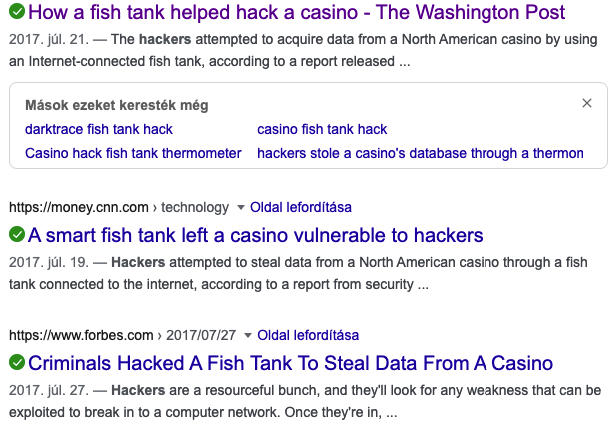 How a fish tank helped hack a casino - The Washington Post
2017. júl. 21. — The hackers attempted to acquire data from a North American casino by using
an Internet-connected fish tank, according to a report released ...
Mások ezeket keresték még
darktrace fish tank hack
casino fish tank hack
Casino hack fish tank thermometer
hackers stole a casino's database through a thermon
https://money.cnn.com › technology
Oldal lefordítása
A smart fish tank left a casino vulnerable to hackers
2017. júl. 19. — Hackers attempted to steal data from a North American casino through a fish
tank connected to the internet, according to a report from security ...
https://www.forbes.com › 2017/07/27
Oldal lefordítása
Criminals Hacked A Fish Tank To Steal Data From A Casino
2017. júl. 27. — Hackers are a resourceful bunch, and they'll look for any weakness that can be
exploited to break in to a computer network. Once they're in, ...